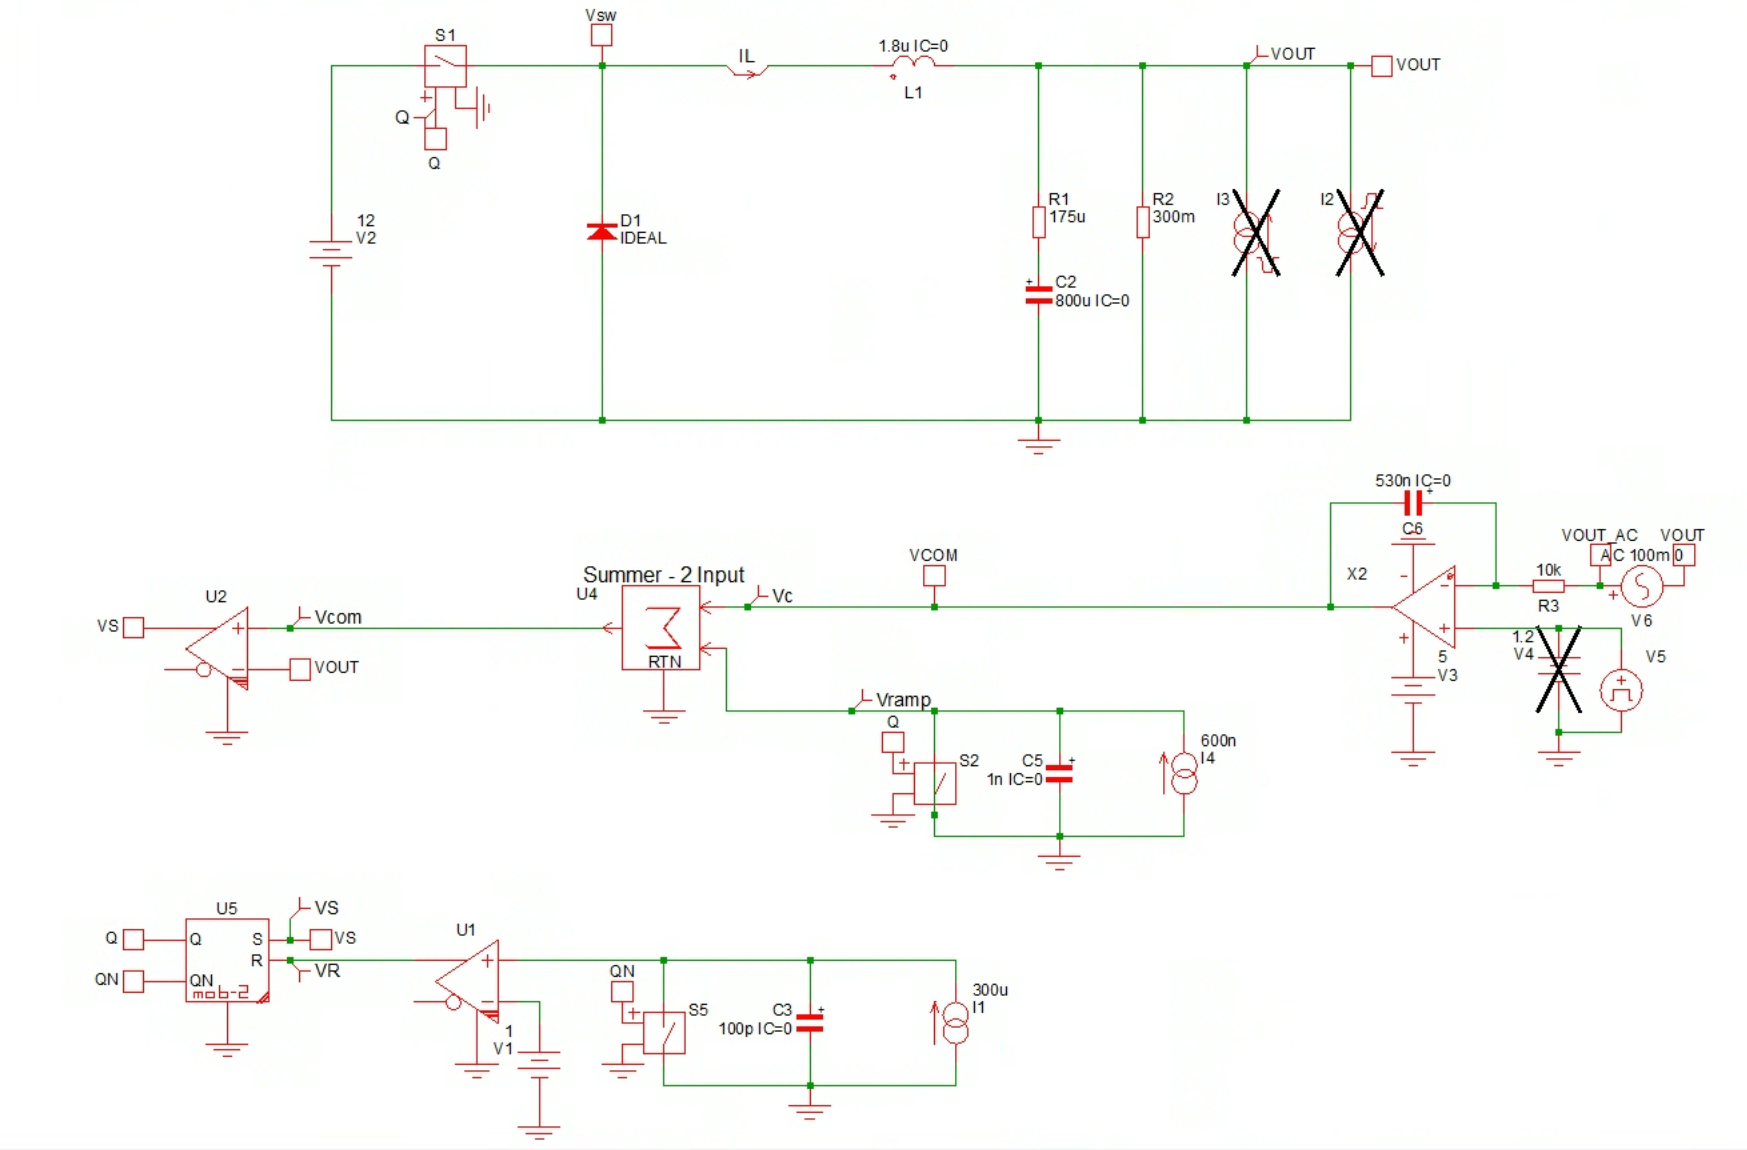 Vsw
S1
IL
1.8u IC=0
L1
VOUT
VOUT
+
Q
Q
12
V2
D1
IDEAL
R1
175u
R2
300m
I3
I2
+
C2
800u IC=0
530n IC=0
+
C6
VOUT_AC
VOUT
AC 100m 0
X2
-
-
10k
R3
+
V6
+
+
1.2
V4
V5
+
5
V3
VCOM
Summer - 2 Input
U4
Vc
Σ
RTN
U2
VS
+
Vcom
-
VOUT
Vramp
Q
+
S2
C5
+
1n IC=0
600n
I4
U5
VS
Q
Q
S
VS
R
VR
QN
QN
mob-2
U1
+
-
1
V1
QN
+
S5
C3
+
100p IC=0
300u
I1